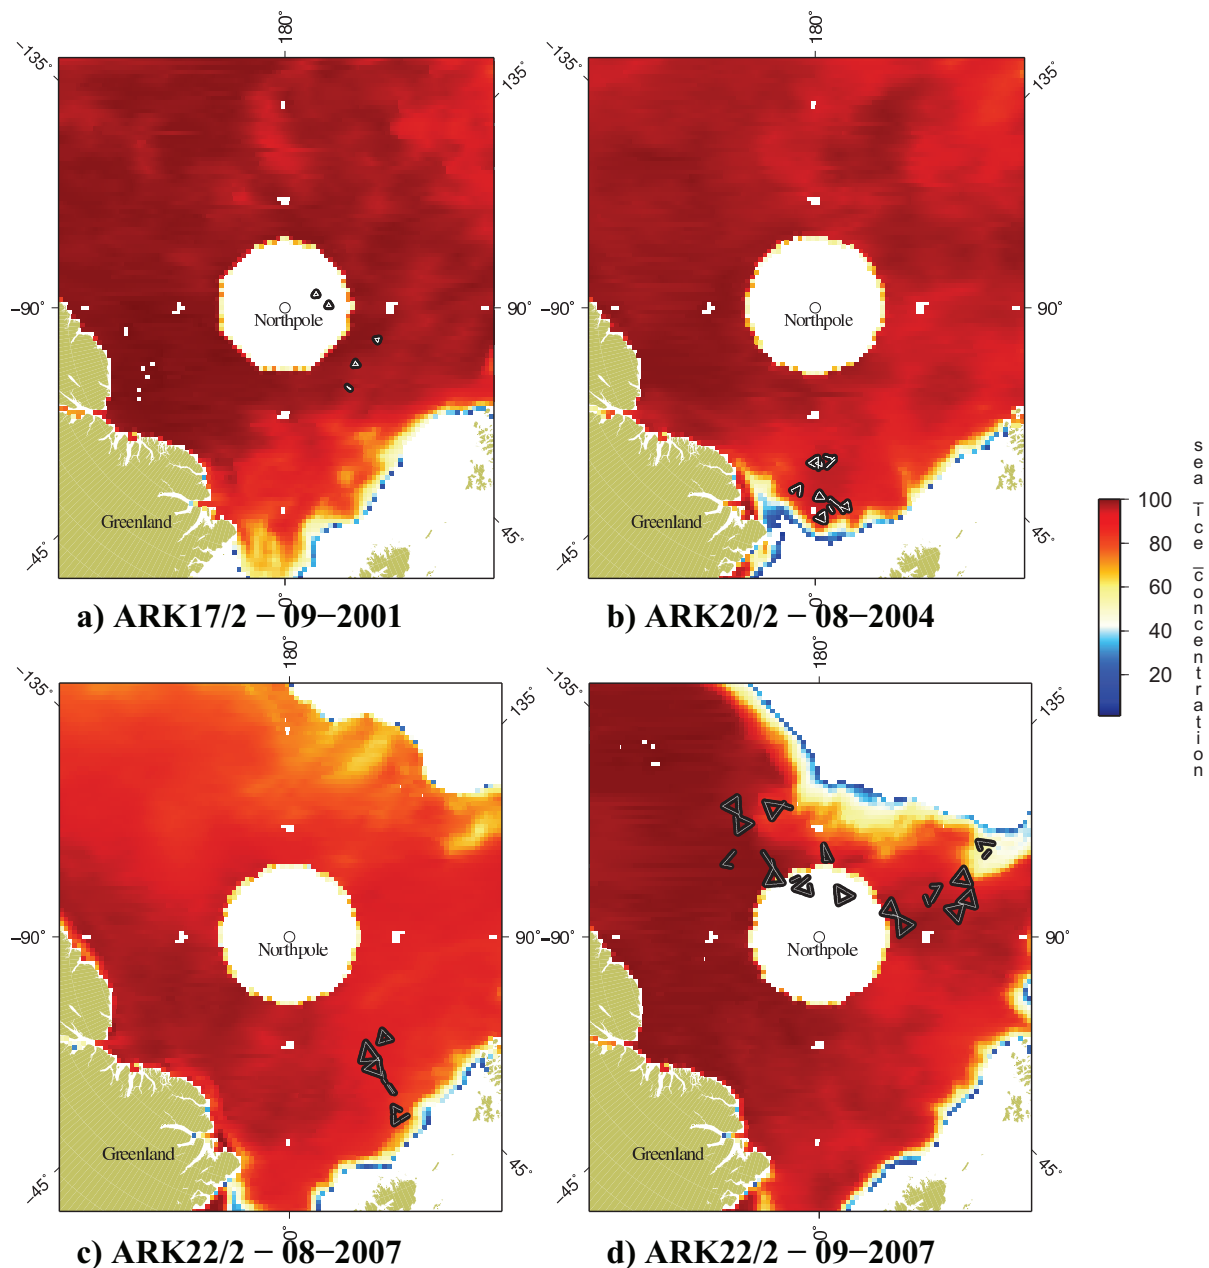 180°
180°
−135°
135°
−135°
135°
−90°
Northpole
90°
−90°
Northpole
90°
Greenland
Greenland
−45°
45°
−45°
45°
0°
0°
a) ARK17/2 − 09−2001
b) ARK20/2 − 08−2004
100
80
60
40
20
sea_ice_concentration
180°
180°
−135°
135°
−135°
135°
−90°
Northpole
90°
−90°
Northpole
90°
Greenland
Greenland
−45°
45°
−45°
45°
0°
0°
c) ARK22/2 − 08−2007
d) ARK22/2 − 09−2007